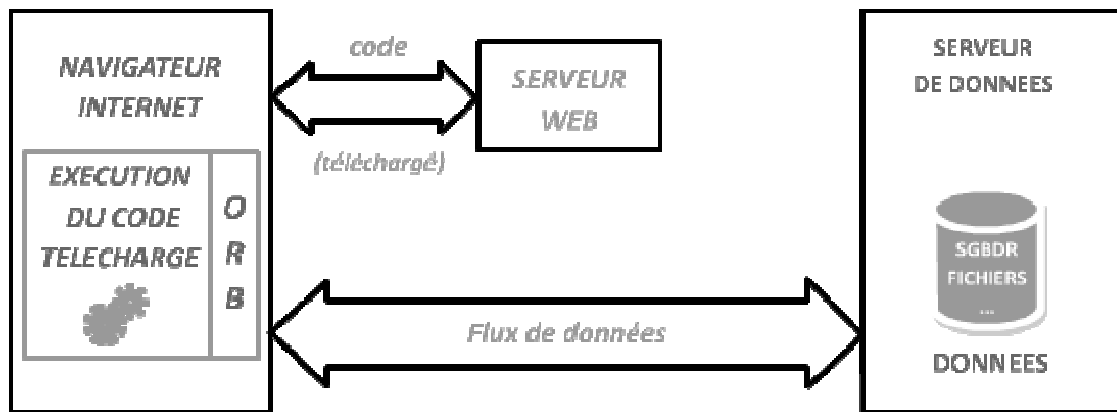 NAVIGATEUR
INTERNET
EXECUTION
DU CODE
TELECHARGE
O
R
B
code
(téléchargé)
SERVEUR
WEB
Flux de données
SERVEUR
DE DONNEES
SGBDR
FICHIERS
...
DONNEES